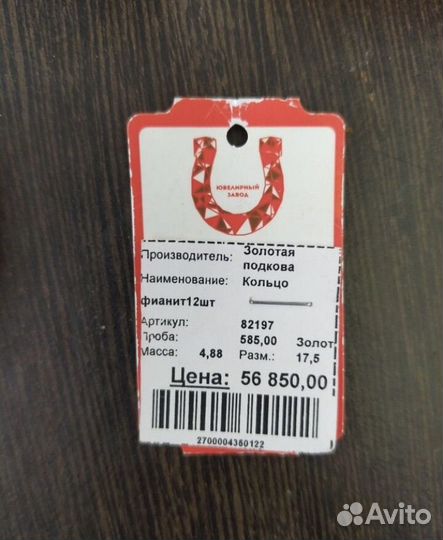 ЮВЕЛИРНЫЙ
ЗАВОД
Производитель: Золотая
подкова
Наименование: Кольцо
фианит12шт
Артикул: 82197
Проба: 585,00 Золот
Масса: 4,88 Разм.: 17,5
Цена: 56 850,00
2700004360122
Avito